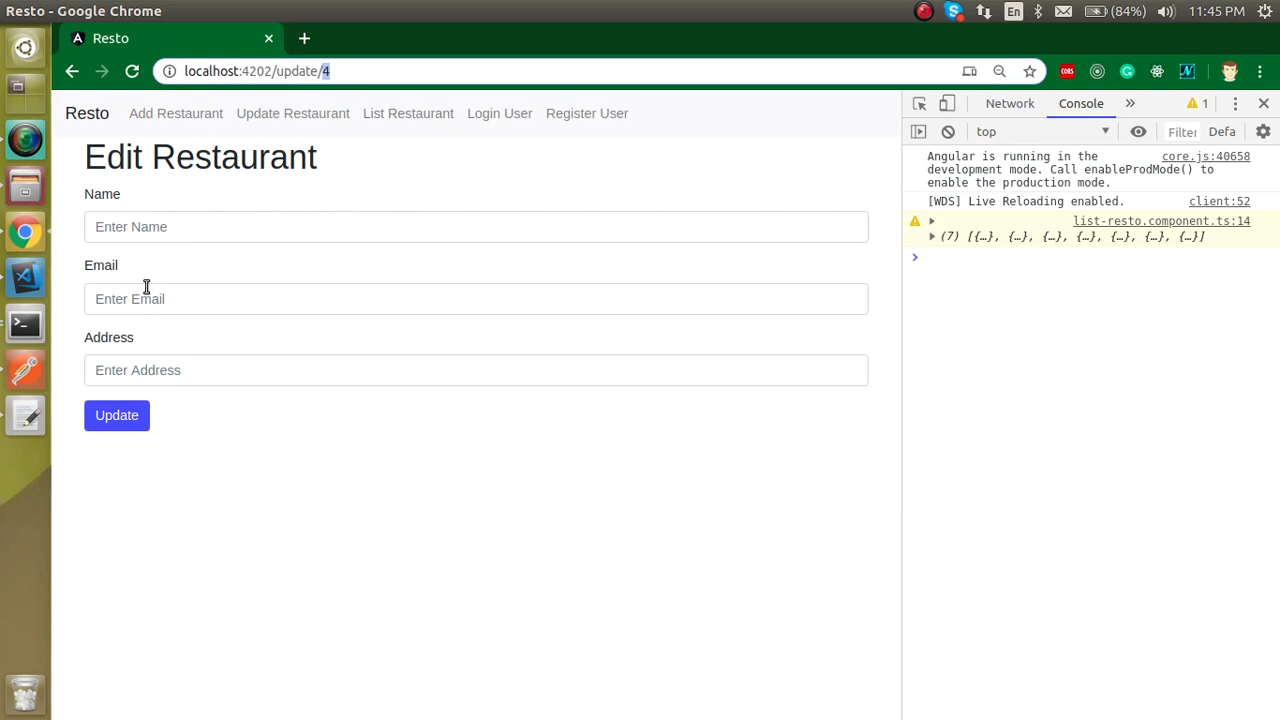 Resto - Google Chrome
En
(84%)
11:45 PM
Resto
localhost:4202/update/4
CORS
Resto
Add Restaurant
Update Restaurant
List Restaurant
Login User
Register User
Edit Restaurant
Name
Enter Name
Email
Enter Email
Address
Enter Address
Update
Network
Console
1
top
Filter
Defa
Angular is running in the core.js:40658
development mode. Call enableProdMode() to
enable the production mode.
[WDS] Live Reloading enabled. client:52
list-resto.component.ts:14
(7) [{…}, {…}, {…}, {…}, {…}, {…}, {…}]